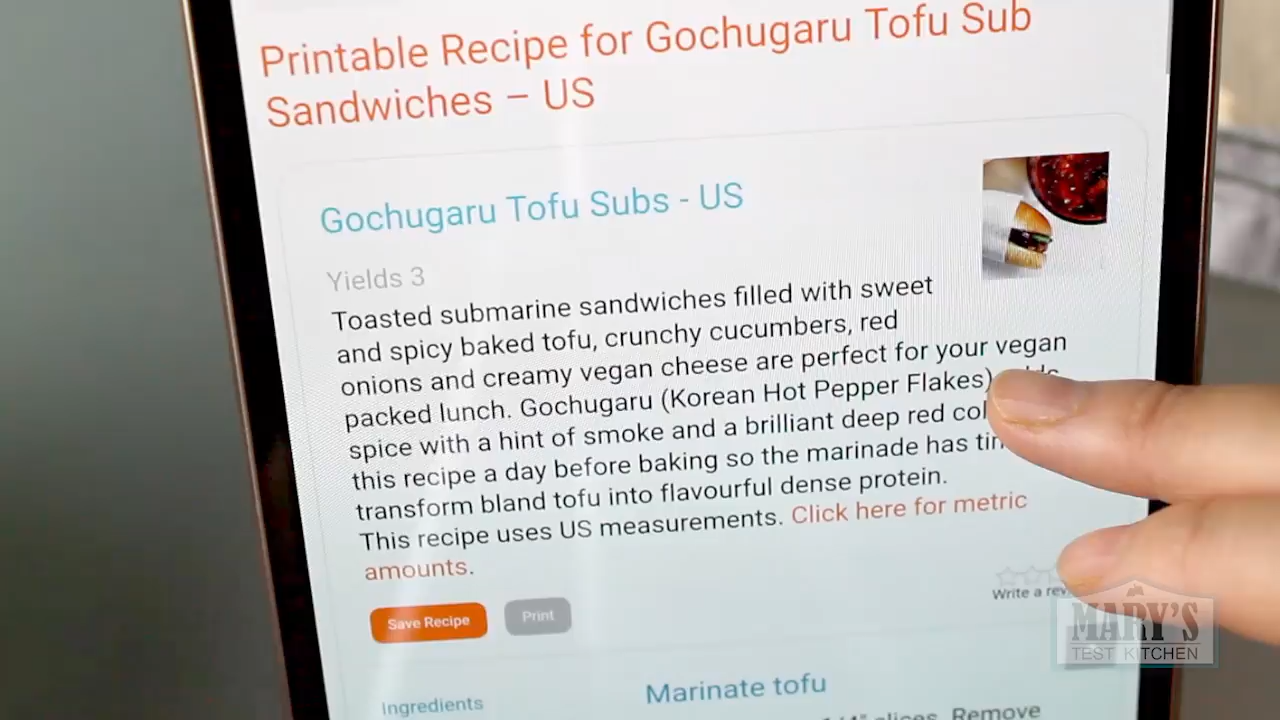 Printable Recipe for Gochugaru Tofu Sub
Sandwiches – US
Gochugaru Tofu Subs - US
Yields 3
Toasted submarine sandwiches filled with sweet
and spicy baked tofu, crunchy cucumbers, red
onions and creamy vegan cheese are perfect for your vegan
packed lunch. Gochugaru (Korean Hot Pepper Flakes)
spice with a hint of smoke and a brilliant deep red
this recipe a day before baking so the marinade has
transform bland tofu into flavourful dense protein.
This recipe uses US measurements. Click here for metric
amounts.
Write a
Save Recipe
Print
Ingredients
Marinate tofu
1/4" slices. Remove
MARY'S
TEST KITCHEN